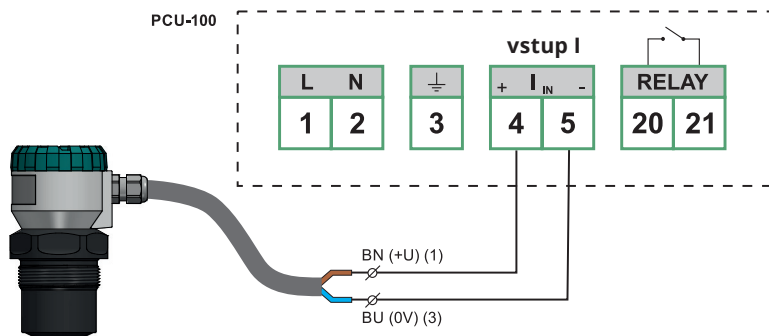 PCU-100
vstup I
L N
+ I IN -
RELAY
1 2
3
4 5
20 21
BN (+U) (1)
BU (0V) (3)